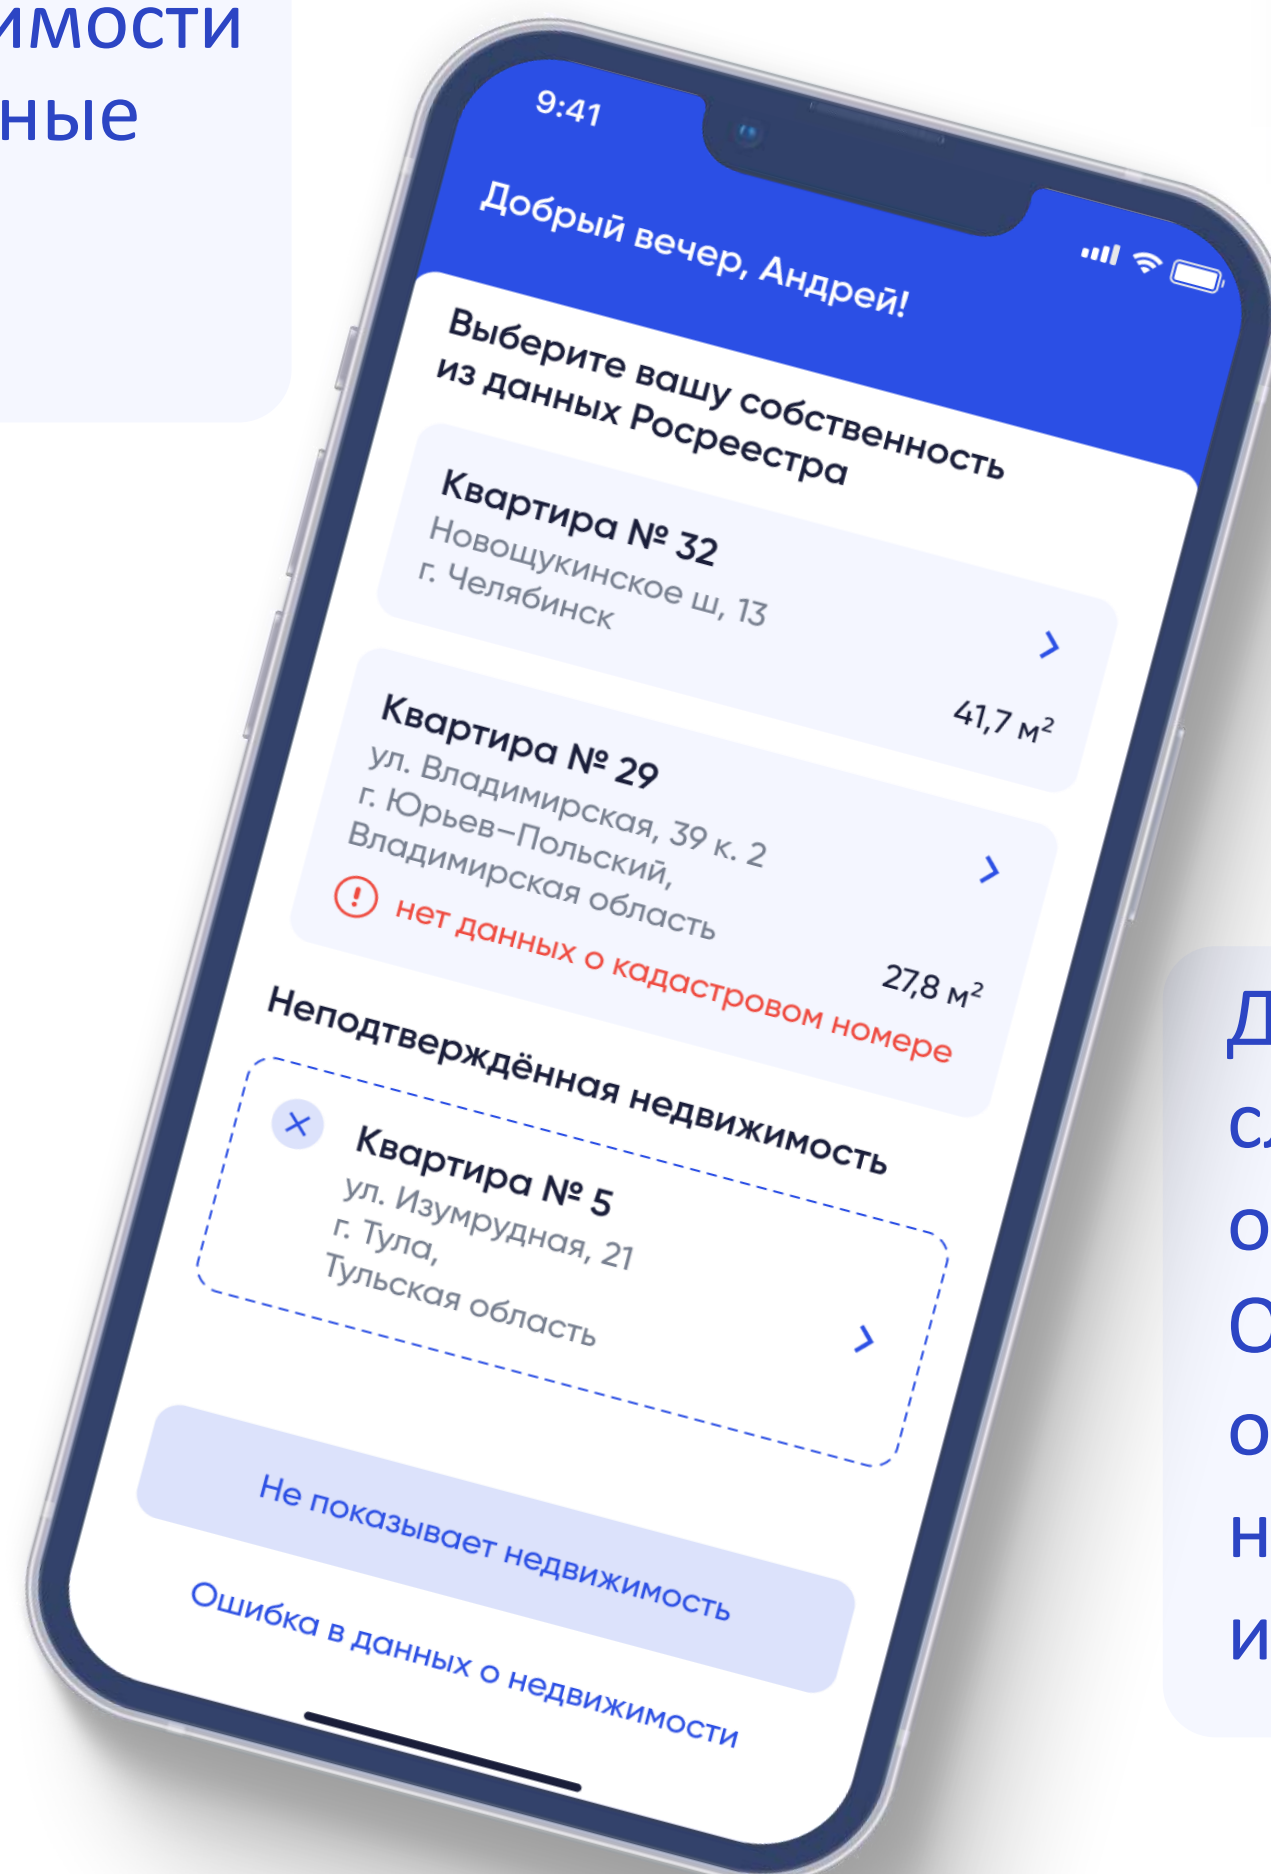 имости
ные
9:41
Добрый вечер, Андрей!
Выберите вашу собственность
из данных Росреестра
Квартира № 32
Новощукинское ш, 13
г. Челябинск
41,7 м²
Квартира № 29
ул. Владимирская, 39 к. 2
г. Юрьев–Польский,
Владимирская область
27,8 м²
нет данных о кадастровом номере
Неподтверждённая недвижимость
Квартира № 5
ул. Изумрудная, 21
г. Тула,
Тульская область
Не показывает недвижимость
Ошибка в данных о недвижимости